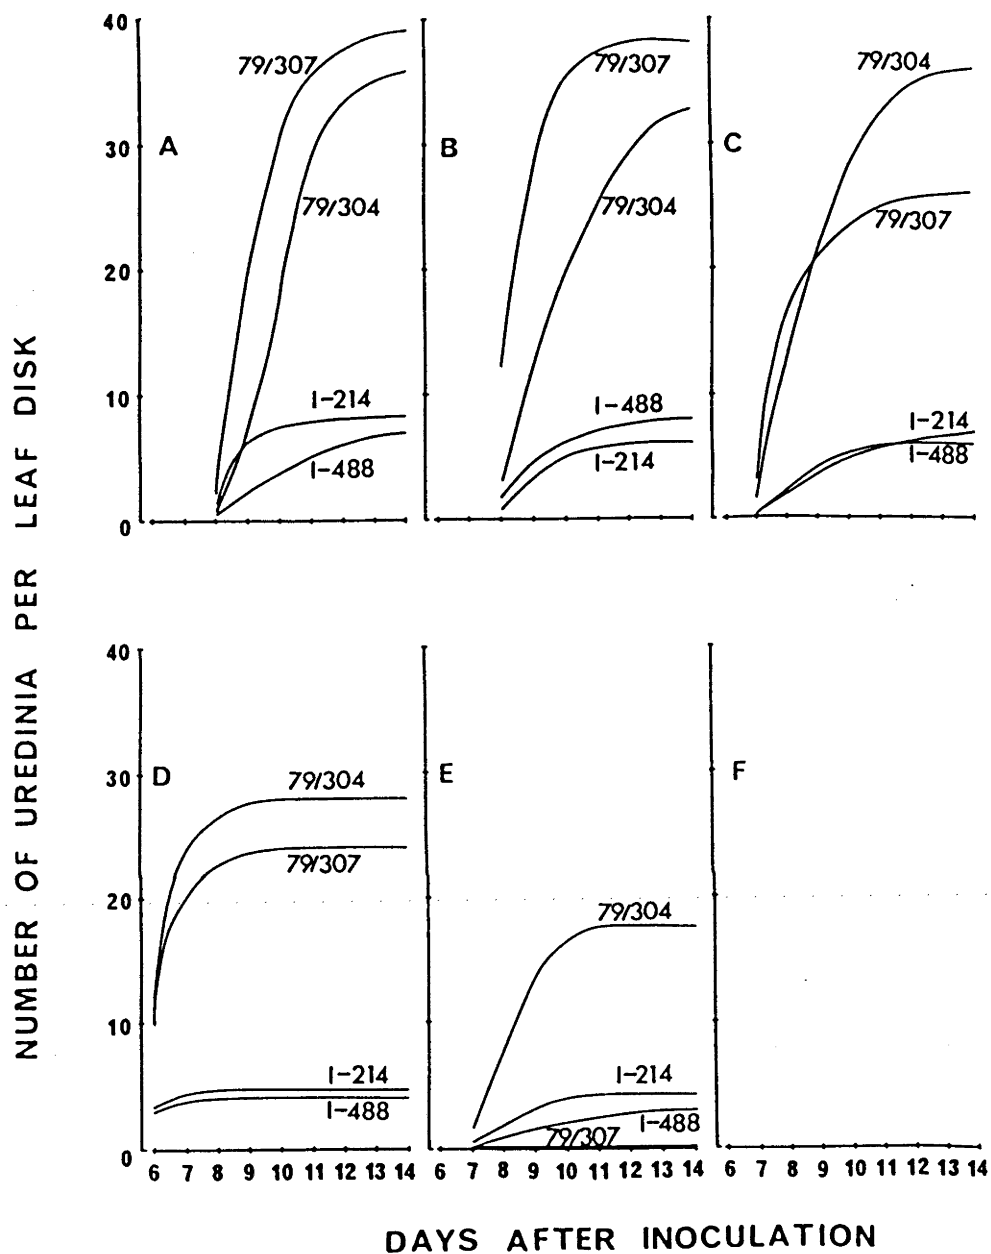 NUMBER OF UREDINIA PER LEAF DISK
40
30
20
10
0
A
79/307
79/304
I-214
I-488
B
79/307
79/304
I-488
I-214
C
79/304
79/307
I-214
I-488
40
30
20
10
0
D
79/304
79/307
I-214
I-488
E
79/304
I-214
I-488
79/307
F
6 7 8 9 10 11 12 13 14
6 7 8 9 10 11 12 13 14
6 7 8 9 10 11 12 13 14
DAYS AFTER INOCULATION